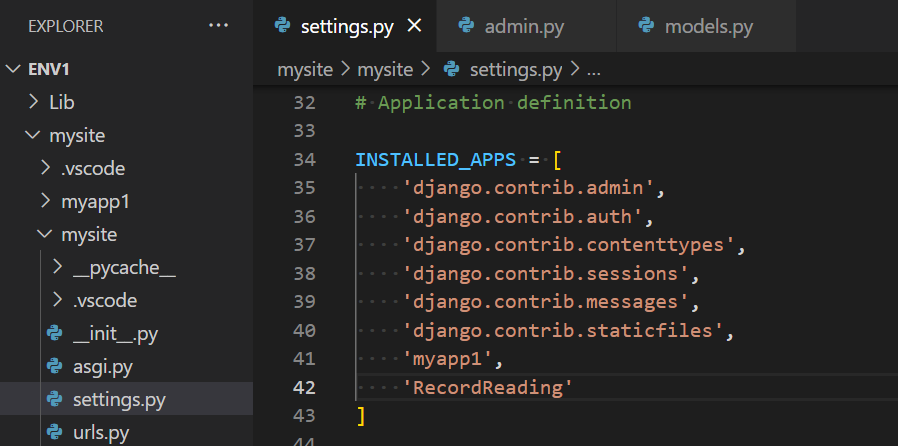 EXPLORER ...
settings.py × admin.py models.py
ENV1
mysite > mysite > settings.py > ...
Lib
32 # Application definition
mysite
33
.vscode
34 INSTALLED_APPS = [
35 'django.contrib.admin',
myapp1
36 'django.contrib.auth',
mysite
37 'django.contrib.contenttypes',
__pycache__
38 'django.contrib.sessions',
.vscode
39 'django.contrib.messages',
__init__.py
40 'django.contrib.staticfiles',
asgi.py
41 'myapp1',
settings.py
42 'RecordReading'
urls.py
43 ]
44